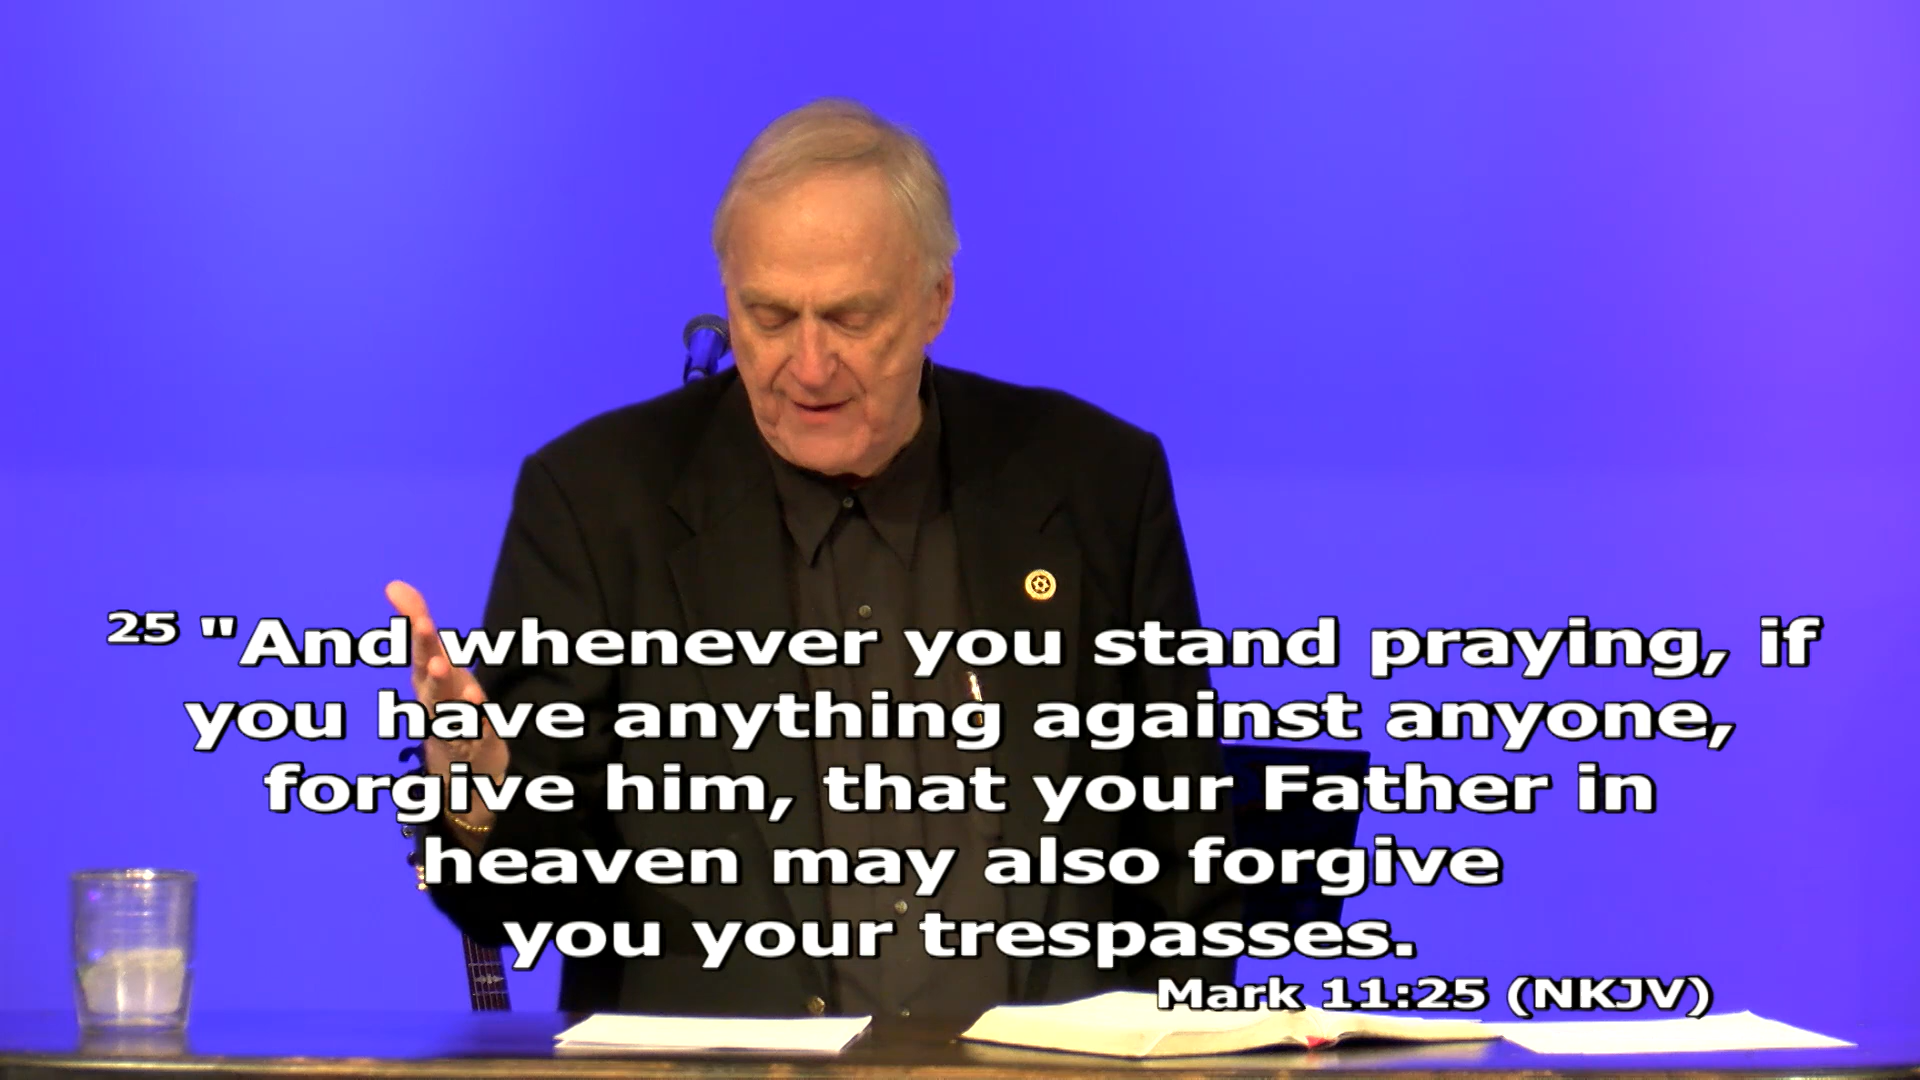 25 "And whenever you stand praying, if
you have anything against anyone,
forgive him, that your Father in
heaven may also forgive
you your trespasses.
Mark 11:25 (NKJV)